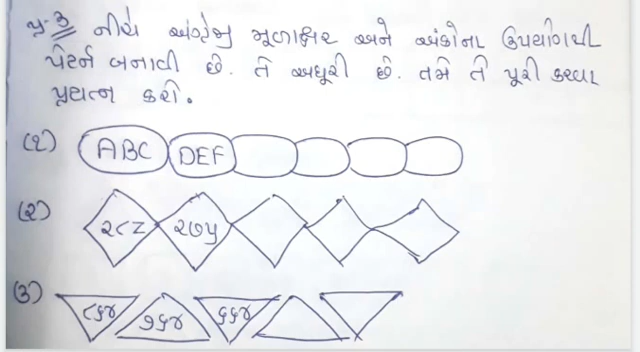 પ્ર-૩ નીચે અંગ્રેજી મૂળાક્ષર અને અંકોના ઉપયોગથી
પેટર્ન બનાવી છે. તે અધૂરી છે. તમે તે પૂરી કરવા
પ્રયત્ન કરો.
(૧) ABC DEF
(૨) ૨૮z ૨૭y
(૩) ૮૬૪ ૭૬૪ ૬૬૪